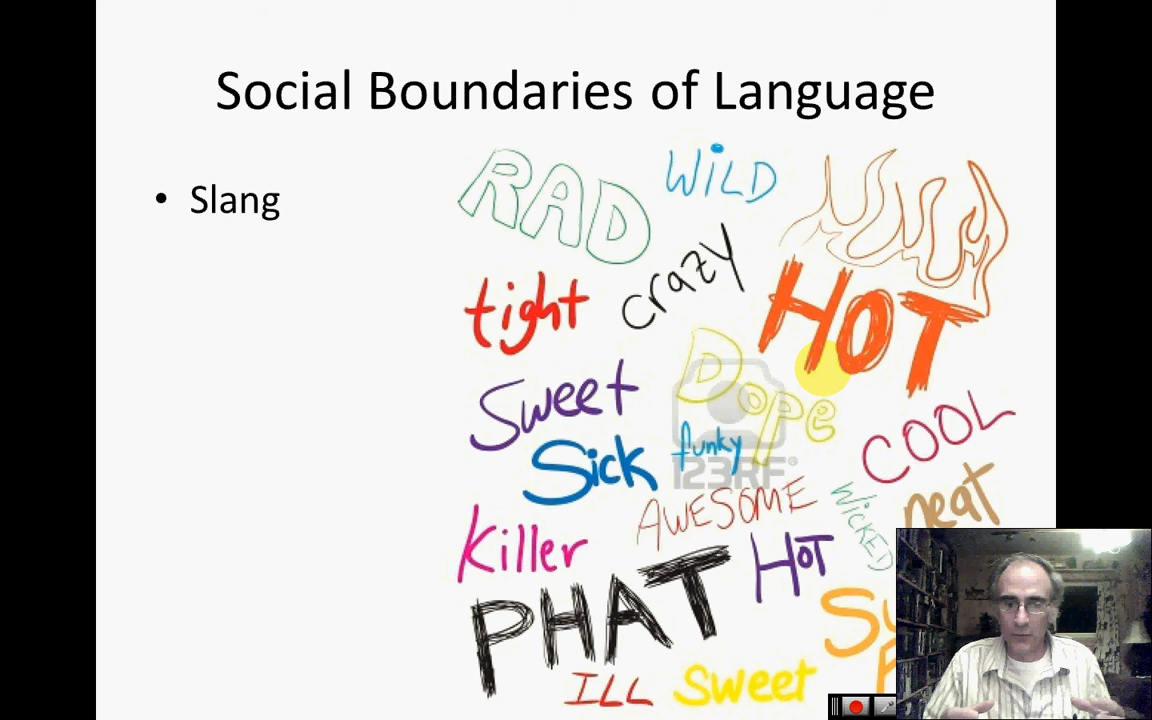 Social Boundaries of Language
• Slang
RAD
WILD
HOT
tight
crazy
Sweet
Dope
COOL
Sick
funky
123RF
neat
AWESOME
WICKED
Killer
HOT
PHAT
ILL
Sweet